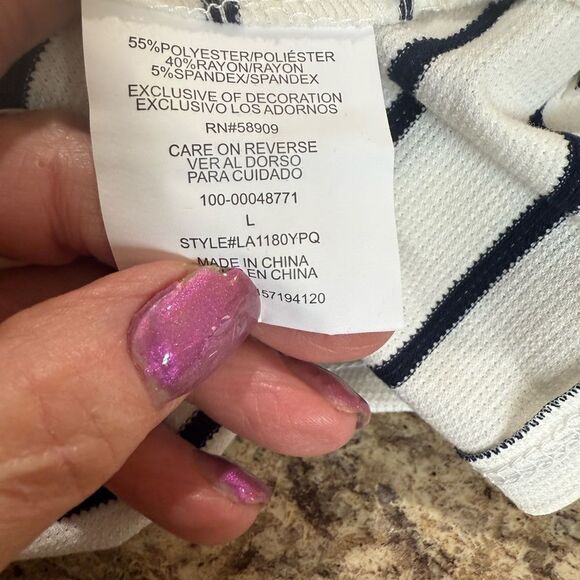 55%POLYESTER/POLIÉSTER
40%RAYON/RAYON
5%SPANDEX/SPANDEX
EXCLUSIVE OF DECORATION
EXCLUSIVO LOS ADORNOS
RN#58909
CARE ON REVERSE
VER AL DORSO
PARA CUIDADO
100-00048771
L
STYLE#LA1180YPQ
MADE IN CHINA
EN CHINA
157194120